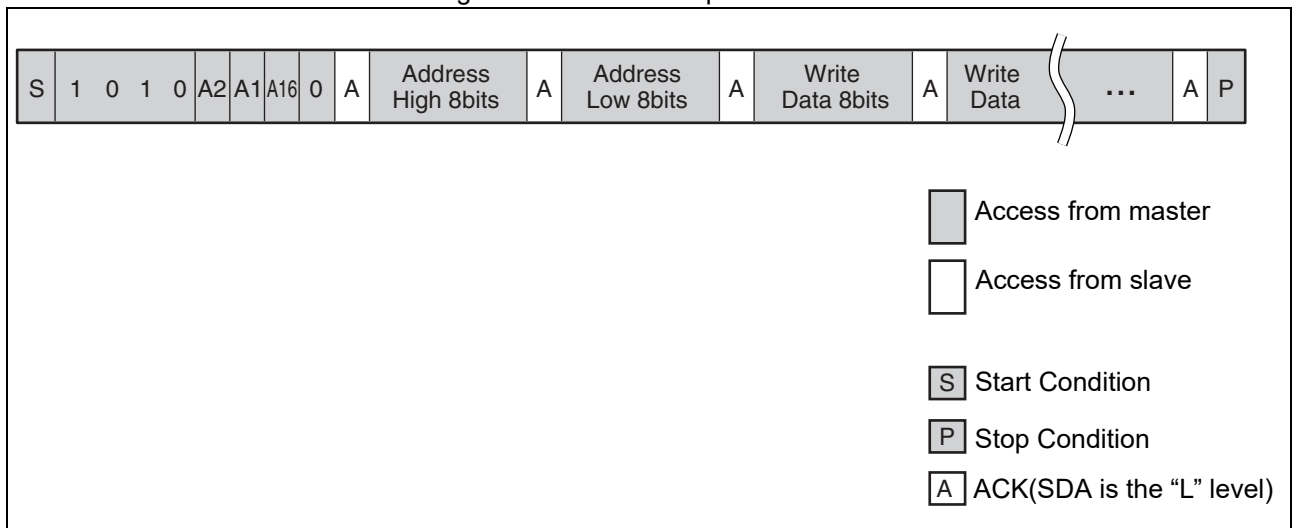 S 1 0 1 0 A2 A1 A16 0 A Address High 8bits A Address Low 8bits A Write Data 8bits A Write Data ... A P
Access from master
Access from slave
S Start Condition
P Stop Condition
A ACK(SDA is the “L” level)